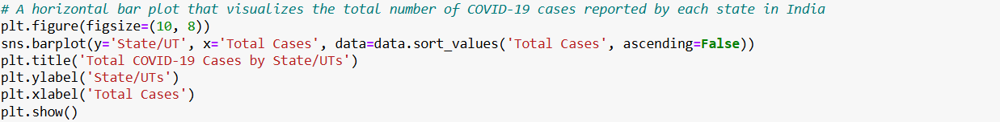 # A horizontal bar plot that visualizes the total number of COVID-19 cases reported by each state in India
plt.figure(figsize=(10, 8))
sns.barplot(y='State/UT', x='Total Cases', data=data.sort_values('Total Cases', ascending=False))
plt.title('Total COVID-19 Cases by State/UTs')
plt.ylabel('State/UTs')
plt.xlabel('Total Cases')
plt.show()